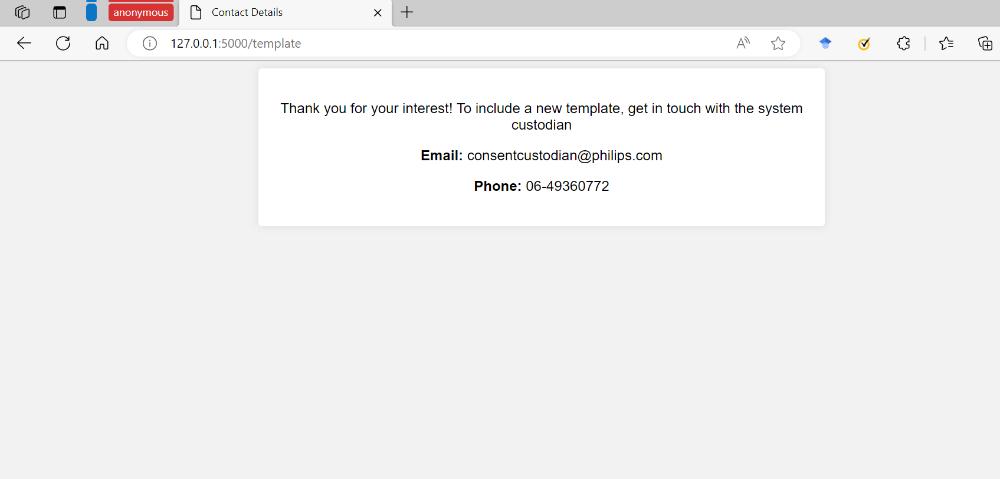 anonymous
Contact Details
127.0.0.1:5000/template
Thank you for your interest! To include a new template, get in touch with the system
custodian
Email: consentcustodian@philips.com
Phone: 06-49360772